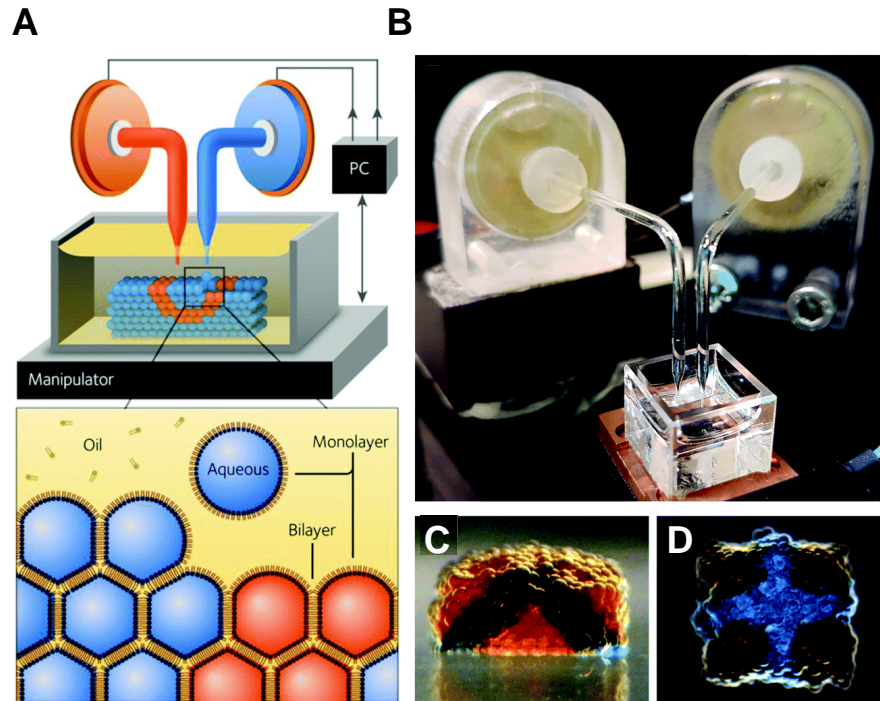 A
B
PC
Manipulator
Oil
Monolayer
Aqueous
Bilayer
C
D